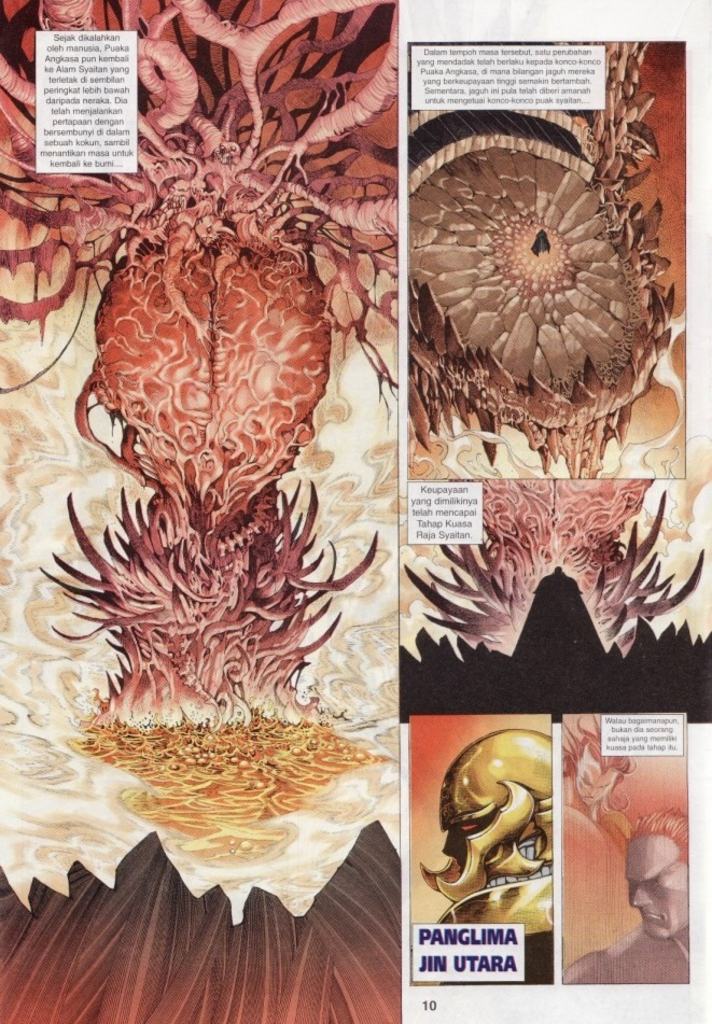 Sejak dikalahkan
oleh manusia, Puaka
Angkasa pun kembali
ke Alam Syaitan yang
terletak di sembilan
peringkat lebih bawah
daripada neraka. Dia
telah menjalankan
pertapaan dengan
bersembunyi di dalam
sebuah kokun, sambil
menantikan masa untuk
kembali ke bumi....
Dalam tempoh masa tersebut, satu perubahan
yang mendadak telah berlaku kepada konco-konco
Puaka Angkasa, di mana bilangan jaguh mereka
yang berkeupayaan tinggi semakin bertambah.
Sementara, jaguh ini pula telah diberi amanah
untuk mengetuai konco-konco puak syaitan....
Keupayaan
yang dimilikinya
telah mencapai
Tahap Kuasa
Raja Syaitan.
Walau bagaimanapun,
bukan dia seorang
sahaja yang memiliki
kuasa pada tahap itu.
PANGLIMA
JIN UTARA
10